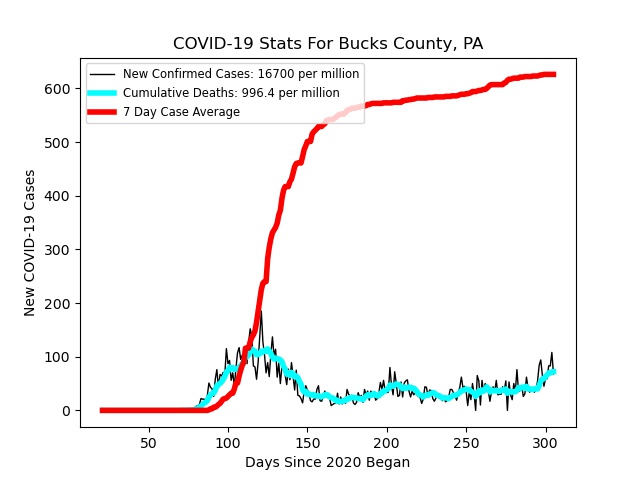 COVID-19 Stats For Bucks County, PA
New Confirmed Cases: 16700 per million
Cumulative Deaths: 996.4 per million
7 Day Case Average
New COVID-19 Cases
600
500
400
300
200
100
0
50
100
150
200
250
300
Days Since 2020 Began